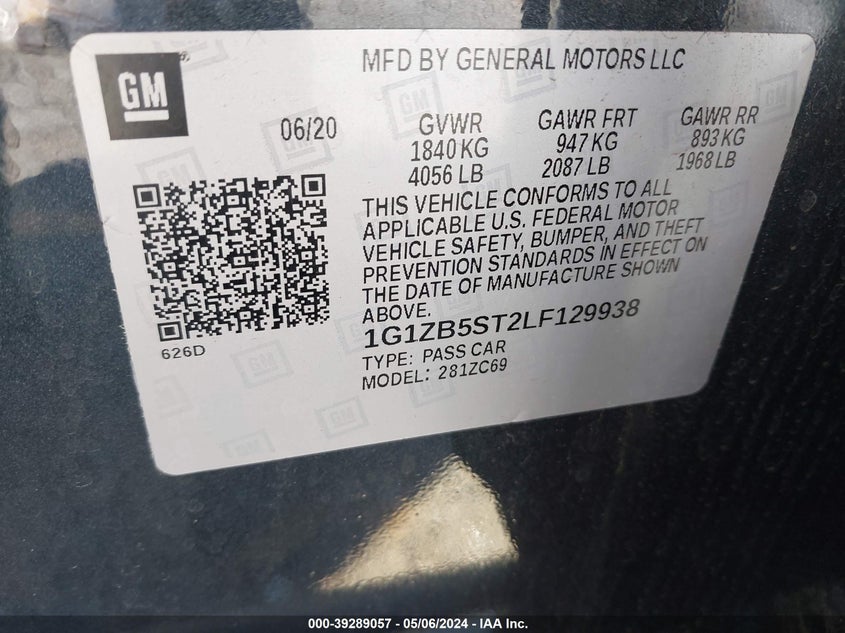 GM
MFD BY GENERAL MOTORS LLC
06/20
GVWR
1840 KG
4056 LB
GAWR FRT
947 KG
2087 LB
GAWR RR
893 KG
1968 LB
THIS VEHICLE CONFORMS TO ALL
APPLICABLE U.S. FEDERAL MOTOR
VEHICLE SAFETY, BUMPER, AND THEFT
PREVENTION STANDARDS IN EFFECT ON
THE DATE OF MANUFACTURE SHOWN
ABOVE.
1G1ZB5ST2LF129938
TYPE: PASS CAR
MODEL: 281ZC69
626D
000-39289057 - 05/06/2024 - IAA Inc.